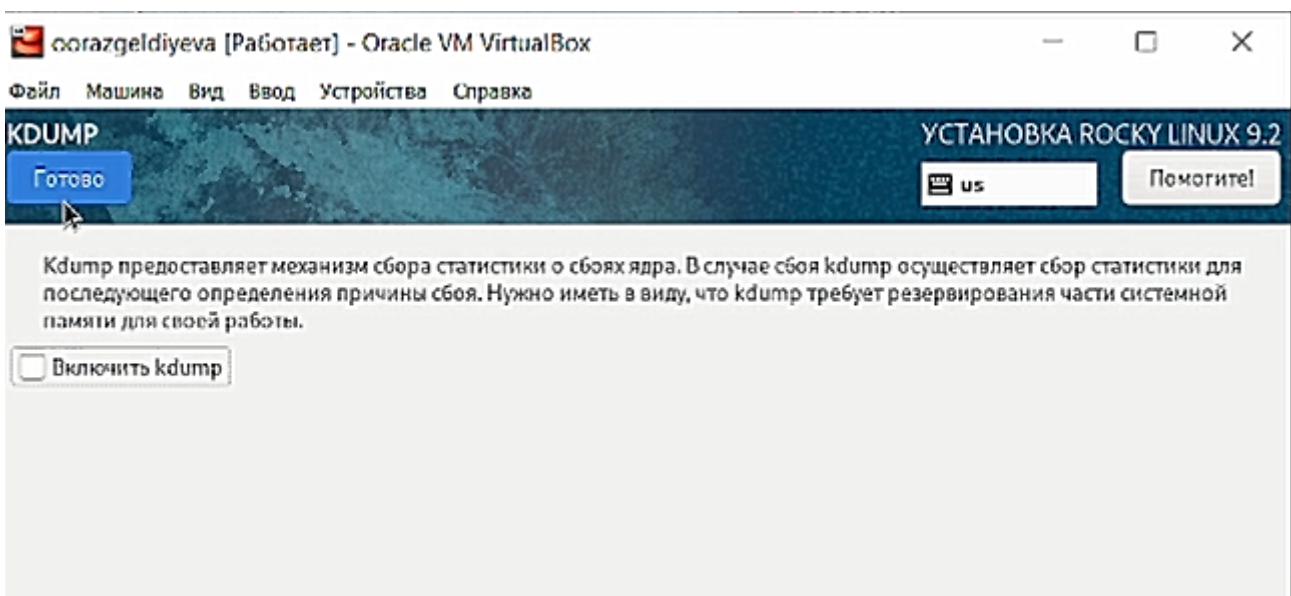 oorazgeldiyeva [Работает] - Oracle VM VirtualBox
Файл Машина Вид Ввод Устройства Справка
KDUMP
УСТАНОВКА ROCKY LINUX 9.2
Готово
us
Помогите!
Kdump предоставляет механизм сбора статистики о сбоях ядра. В случае сбоя kdump осуществляет сбор статистики для
последующего определения причины сбоя. Нужно иметь в виду, что kdump требует резервирования части системной
памяти для своей работы.
Включить kdump